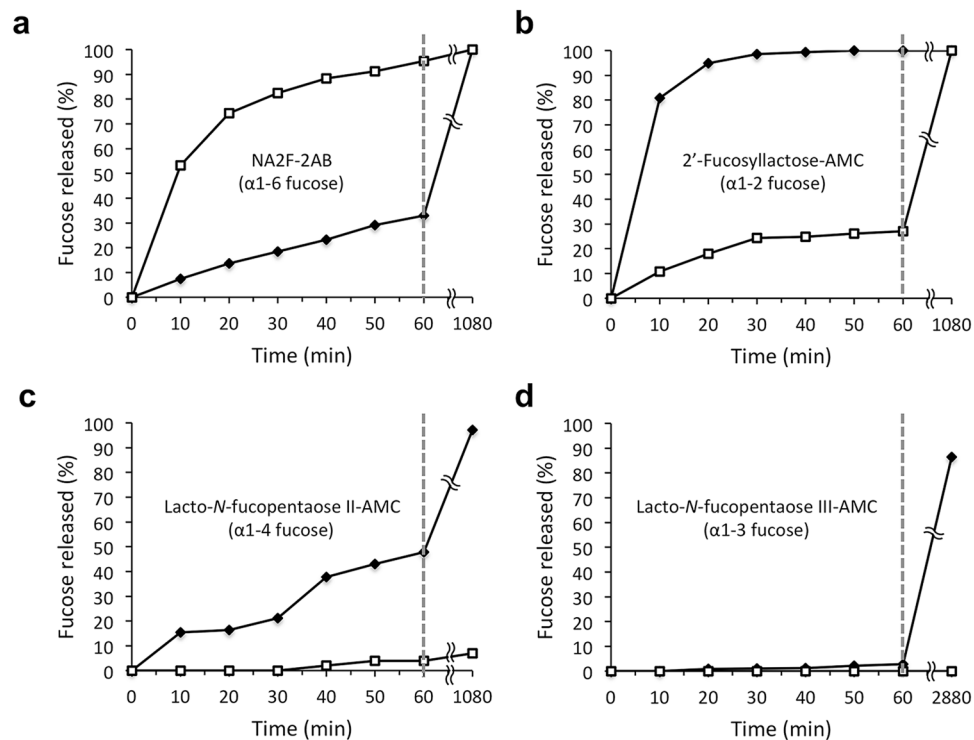 a
Fucose released (%)
100
90
80
70
60
50
40
30
20
10
0
NA2F-2AB
(α1-6 fucose)
0 10 20 30 40 50 60 1080
Time (min)
b
Fucose released (%)
100
90
80
70
60
50
40
30
20
10
0
2’-Fucosyllactose-AMC
(α1-2 fucose)
0 10 20 30 40 50 60 1080
Time (min)
c
Fucose released (%)
100
90
80
70
60
50
40
30
20
10
0
Lacto-N-fucopentaose II-AMC
(α1-4 fucose)
0 10 20 30 40 50 60 1080
Time (min)
d
Fucose released (%)
100
90
80
70
60
50
40
30
20
10
0
Lacto-N-fucopentaose III-AMC
(α1-3 fucose)
0 10 20 30 40 50 60 2880
Time (min)